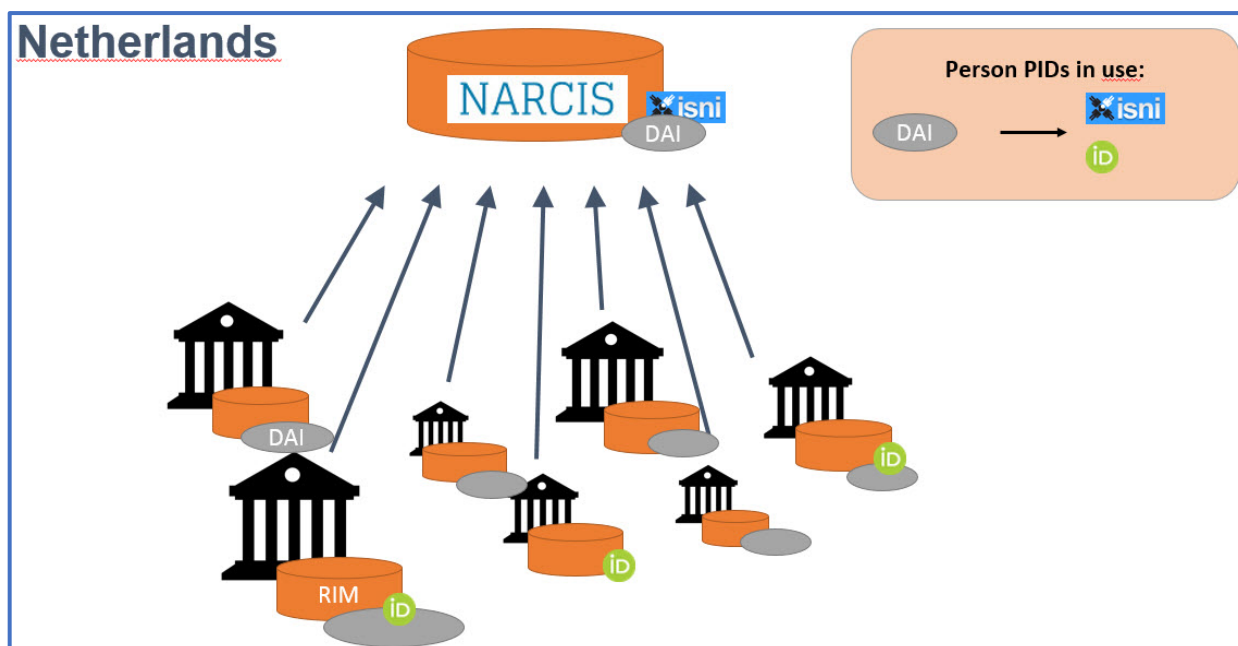 Netherlands
NARCIS
isni
DAI
Person PIDs in use:
DAI
isni
iD
DAI
iD
iD
RIM
iD